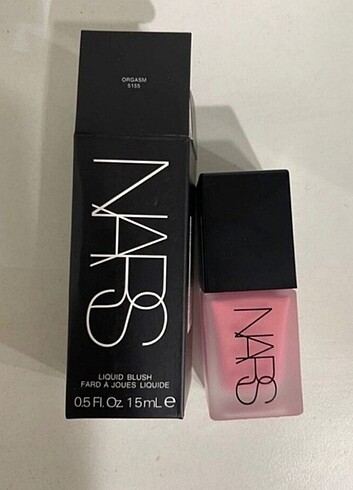 ORGASM
5155
NARS
LIQUID BLUSH
FARD À JOUES LIQUIDE
0.5 Fl. Oz. 15mL e
NARS